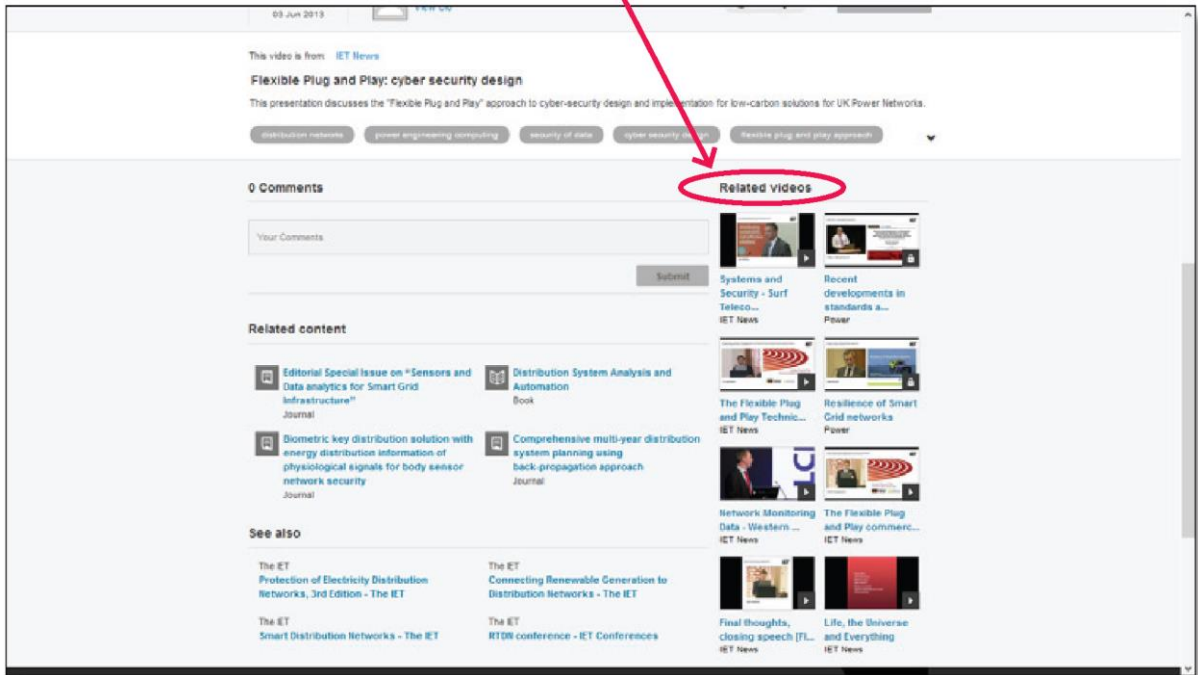 03 Jun 2013
This video is from: IET News
Flexible Plug and Play: cyber security design
This presentation discusses the "Flexible Plug and Play" approach to cyber-security design and implementation for low-carbon solutions for UK Power Networks.
distribution networks
power engineering computing
security of data
cyber security design
flexible plug and play approach
0 Comments
Your Comments
Submit
Related content
Editorial Special Issue on "Sensors and
Data analytics for Smart Grid
Infrastructure"
Journal
Distribution System Analysis and
Automation
Book
Biometric key distribution solution with
energy distribution information of
physiological signals for body sensor
network security
Journal
Comprehensive multi-year distribution
system planning using
back-propagation approach
Journal
See also
The IET
Protection of Electricity Distribution
Networks, 3rd Edition - The IET
The IET
Connecting Renewable Generation to
Distribution Networks - The IET
The IET
Smart Distribution Networks - The IET
The IET
RTDN conference - IET Conferences
Related videos
Systems and
Security - Surf
Teleco...
IET News
Recent
developments in
standards a...
Power
The Flexible Plug
and Play Technic...
IET News
Resilience of Smart
Grid networks
Power
Network Monitoring
Data - Western ...
IET News
The Flexible Plug
and Play commerc...
IET News
Final thoughts,
closing speech [Fl...
IET News
Life, the Universe
and Everything
IET News